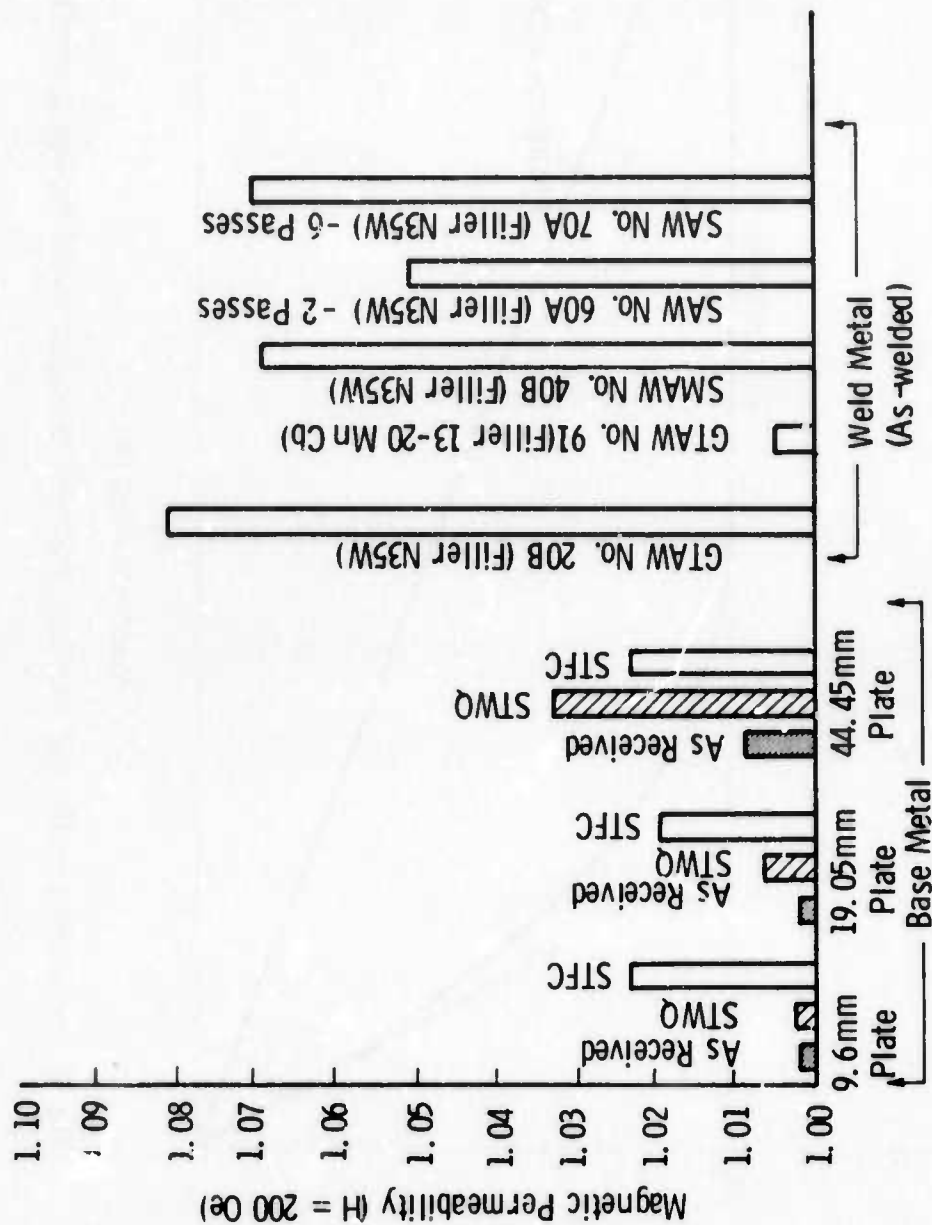 Magnetic Permeability (H = 200 Oe)
1.10
1.09
1.08
1.07
1.06
1.05
1.04
1.03
1.02
1.01
1.00
As Received
STWQ
STFC
As Received
STWQ
STFC
As Received
STWQ
STFC
GTAW No. 20B (Filler N35W)
GTAW No. 91(Filler 13-20 Mn Cb)
SMAW No. 40B (Filler N35W)
SAW No. 60A (Filler N35W) -2 Passes
SAW No. 70A (Filler N35W) -6 Passes
9.6mm
Plate
19.05mm
Plate
44.45mm
Plate
Base Metal
Weld Metal
(As-welded)